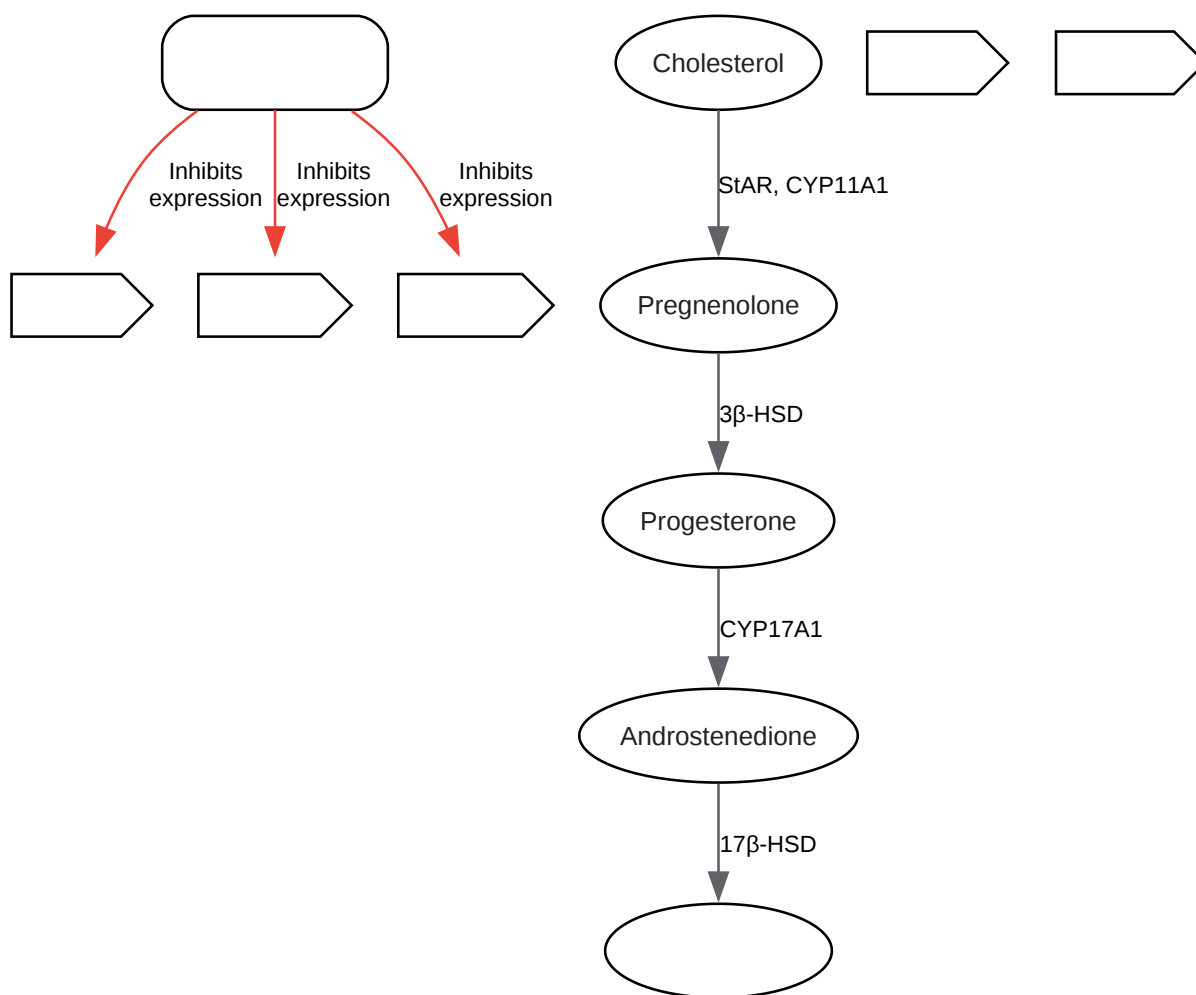 Cholesterol
Inhibits
expression
Inhibits
expression
Inhibits
expression
StAR, CYP11A1
Pregnenolone
3β-HSD
Progesterone
CYP17A1
Androstenedione
17β-HSD